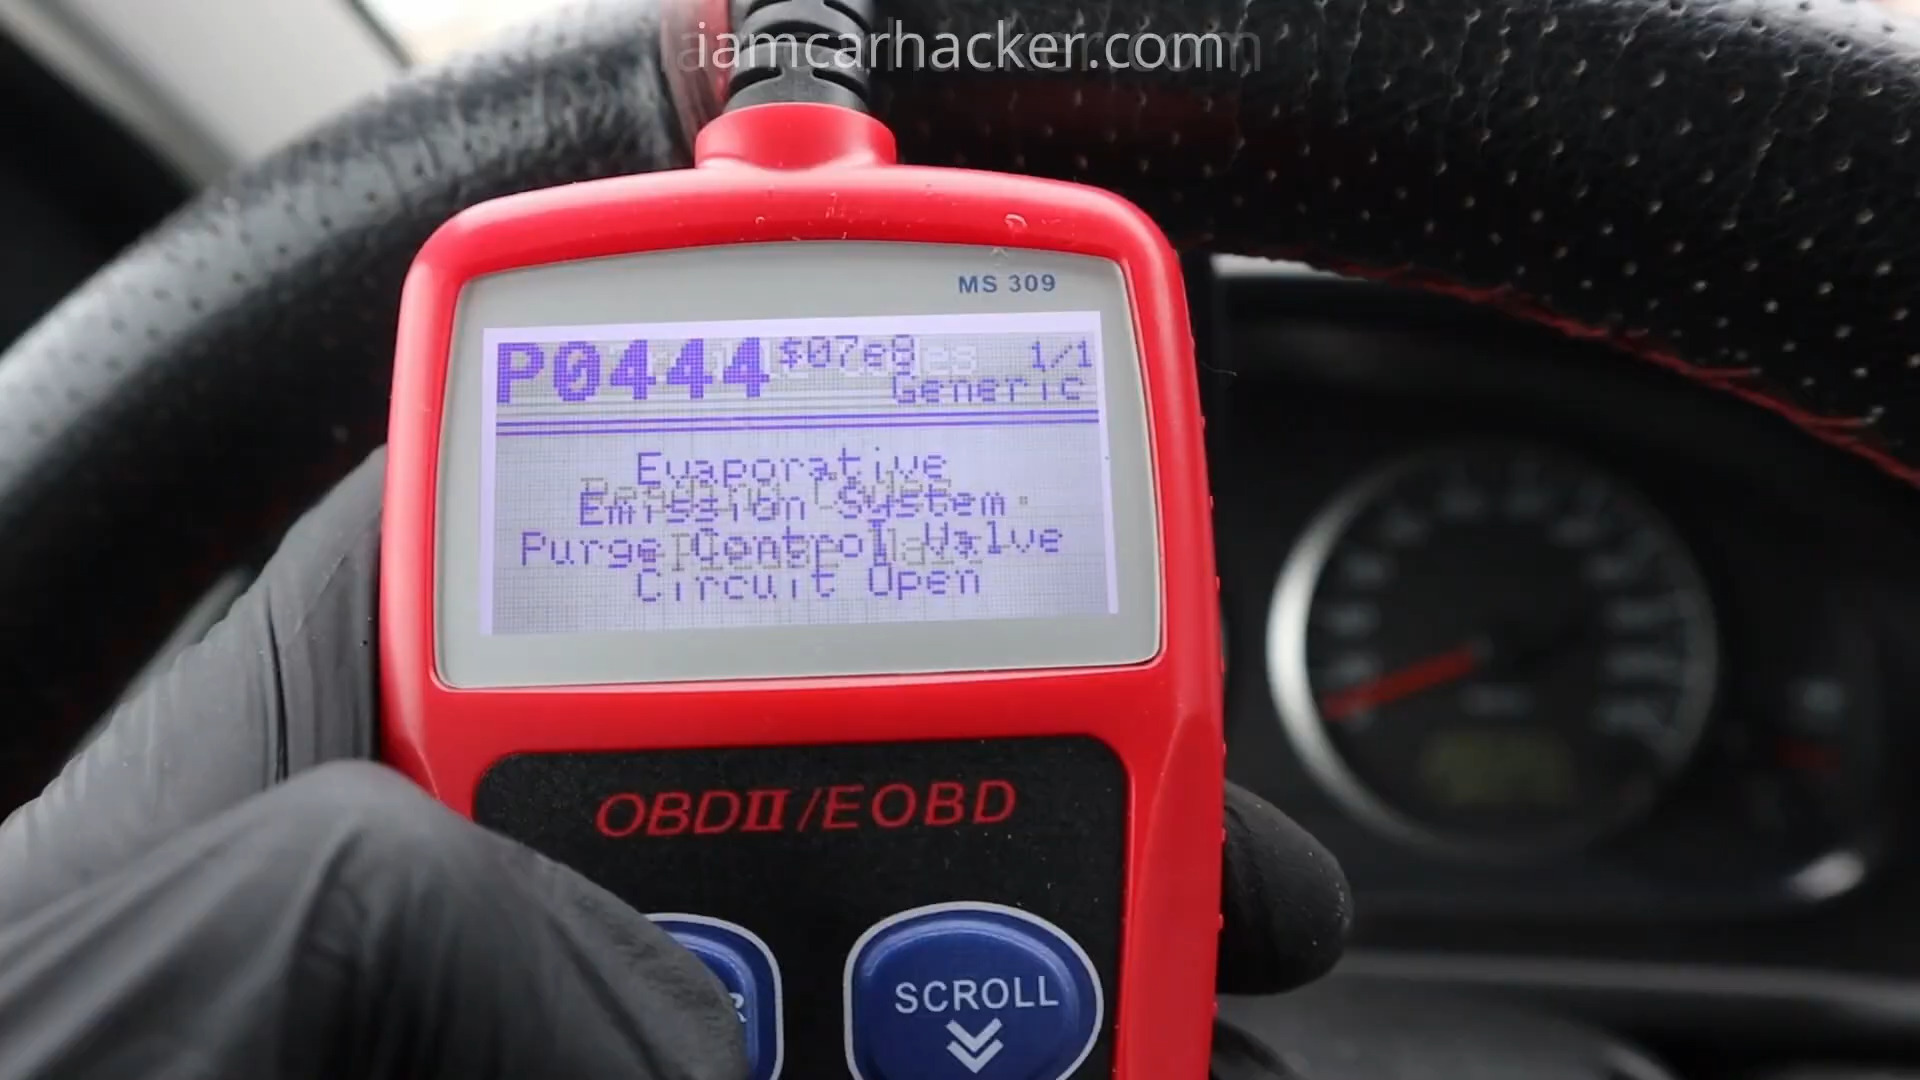 iamcarhacker.com
MS 309
P0444 $07e8 1/1
Generic
Evaporative
Emission System
Purge Control Valve
Circuit Open
OBDII/EOBD
SCROLL